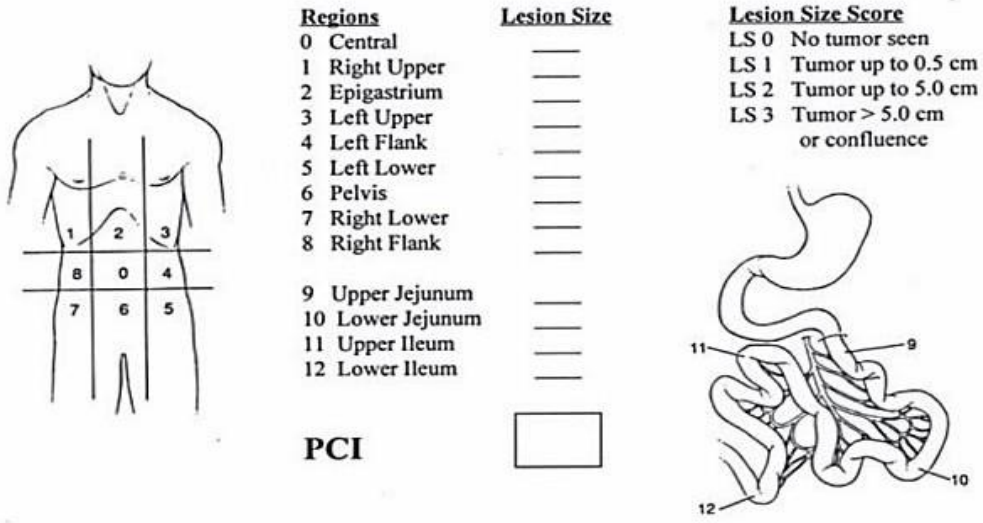 Regions
Lesion Size
0 Central
1 Right Upper
2 Epigastrium
3 Left Upper
4 Left Flank
5 Left Lower
6 Pelvis
7 Right Lower
8 Right Flank
9 Upper Jejunum
10 Lower Jejunum
11 Upper Ileum
12 Lower Ileum
PCI
Lesion Size Score
LS 0 No tumor seen
LS 1 Tumor up to 0.5 cm
LS 2 Tumor up to 5.0 cm
LS 3 Tumor > 5.0 cm
or confluence
1 2 3
8 0 4
7 6 5
11
9
10
12